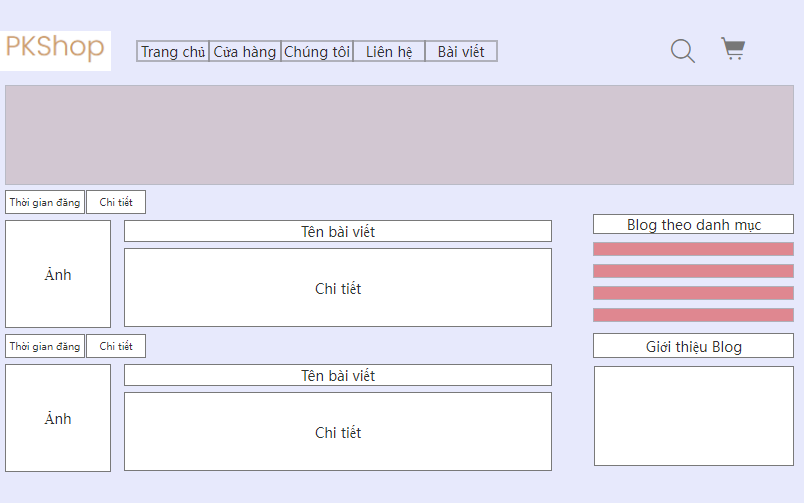 PKShop
Trang chủ Cửa hàng Chúng tôi Liên hệ Bài viết
Thời gian đăng Chi tiết
Tên bài viết
Ảnh
Chi tiết
Thời gian đăng Chi tiết
Tên bài viết
Ảnh
Chi tiết
Blog theo danh mục
Giới thiệu Blog